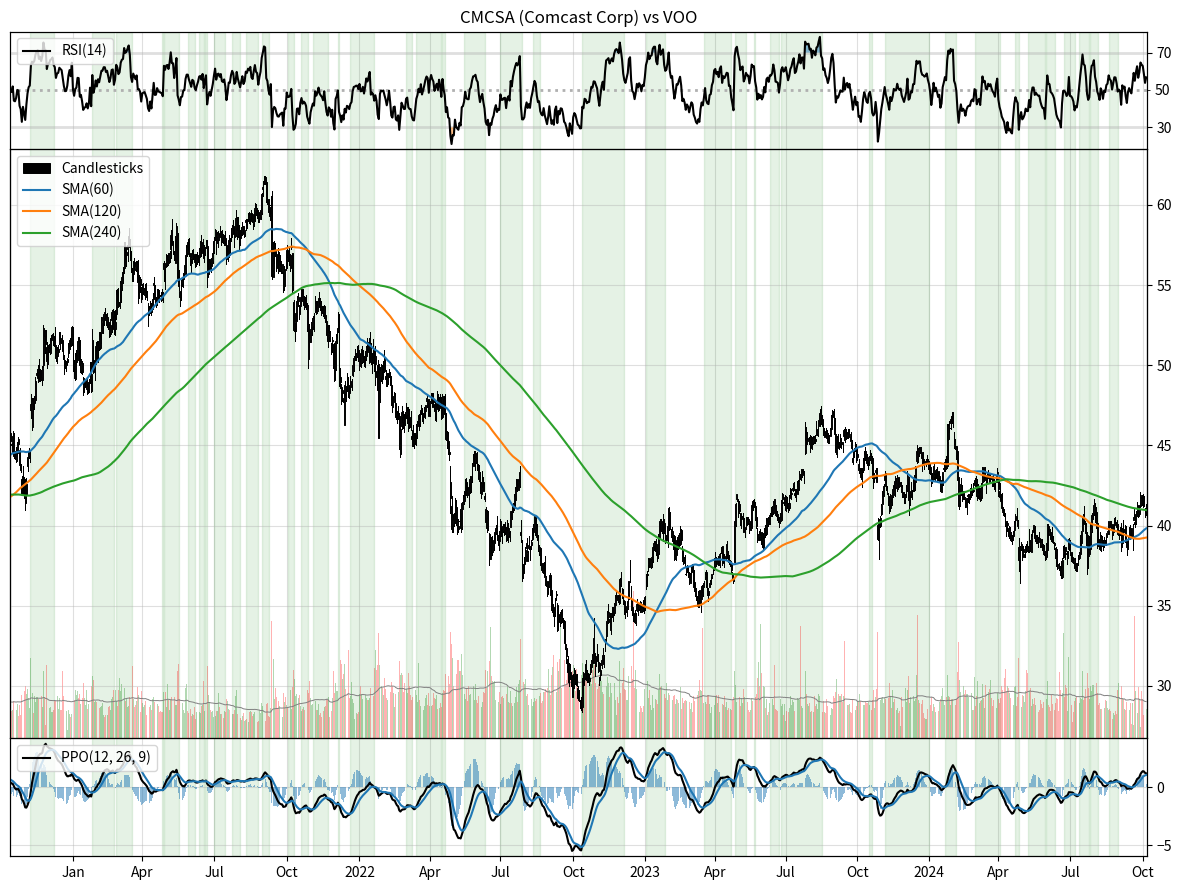 CMCSA (Comcast Corp) vs VOO
RSI(14)
70
50
30
Candlesticks
SMA(60)
SMA(120)
SMA(240)
60
55
50
45
40
35
30
PPO(12, 26, 9)
0
−5
Jan Apr Jul Oct 2022 Apr Jul Oct 2023 Apr Jul Oct 2024 Apr Jul Oct